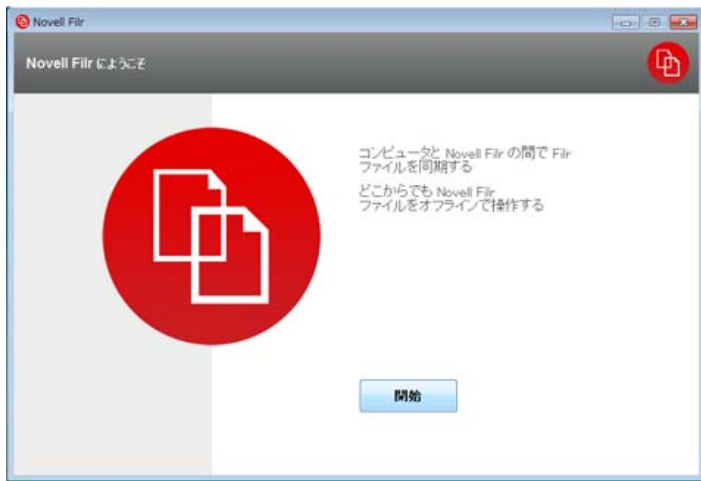 Novell Filr
Novell Filr にようこそ
コンピュータと Novell Filr の間で Filr
ファイルを同期する
どこからでも Novell Filr
ファイルをオフラインで操作する
開始